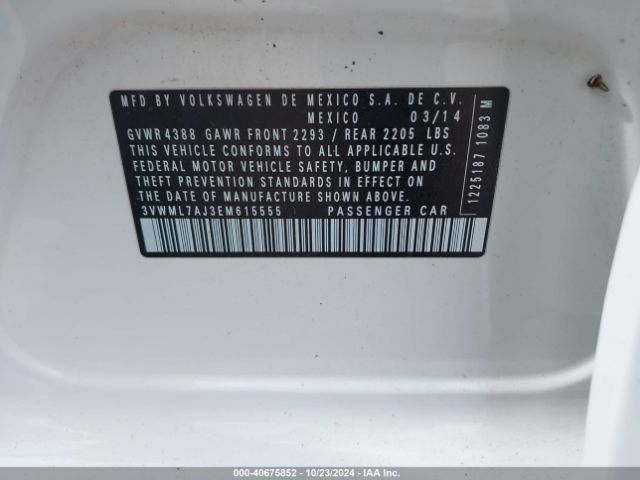 MFD BY VOLKSWAGEN DE MEXICO S.A. DE C.V.
MEXICO 03/14
GVWR 4388 GAWR FRONT 2293 / REAR 2205 LBS
THIS VEHICLE CONFORMS TO ALL APPLICABLE U.S.
FEDERAL MOTOR VEHICLE SAFETY, BUMPER AND
THEFT PREVENTION STANDARDS IN EFFECT ON
THE DATE OF MANUFACTURE SHOWN ABOVE.
3VWML7AJ3EM615555 PASSENGER CAR
1225187 1083 M
000-40675852 - 10/23/2024 - IAA Inc.